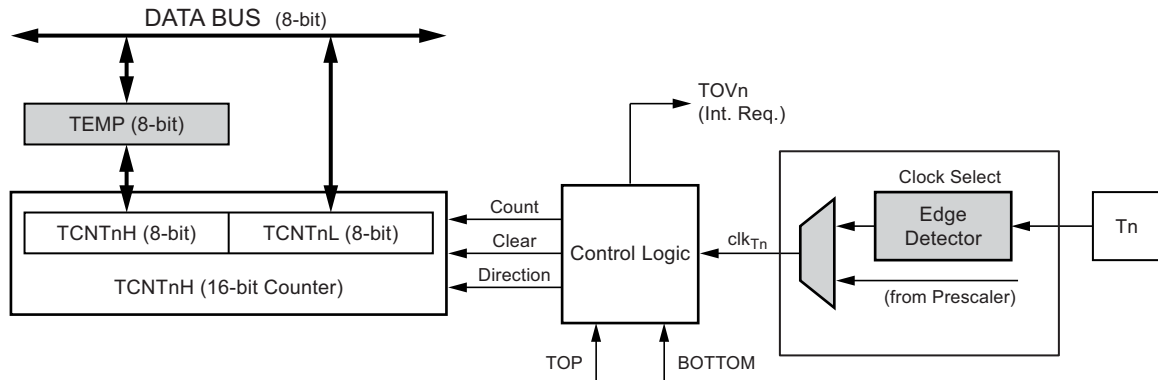 DATA BUS (8-bit)
TEMP (8-bit)
TCNTnH (8-bit)
TCNTnL (8-bit)
TCNTnH (16-bit Counter)
Count
Clear
Direction
TOVn
(Int. Req.)
Control Logic
TOP
BOTTOM
clkTn
Clock Select
Edge
Detector
(from Prescaler)
Tn